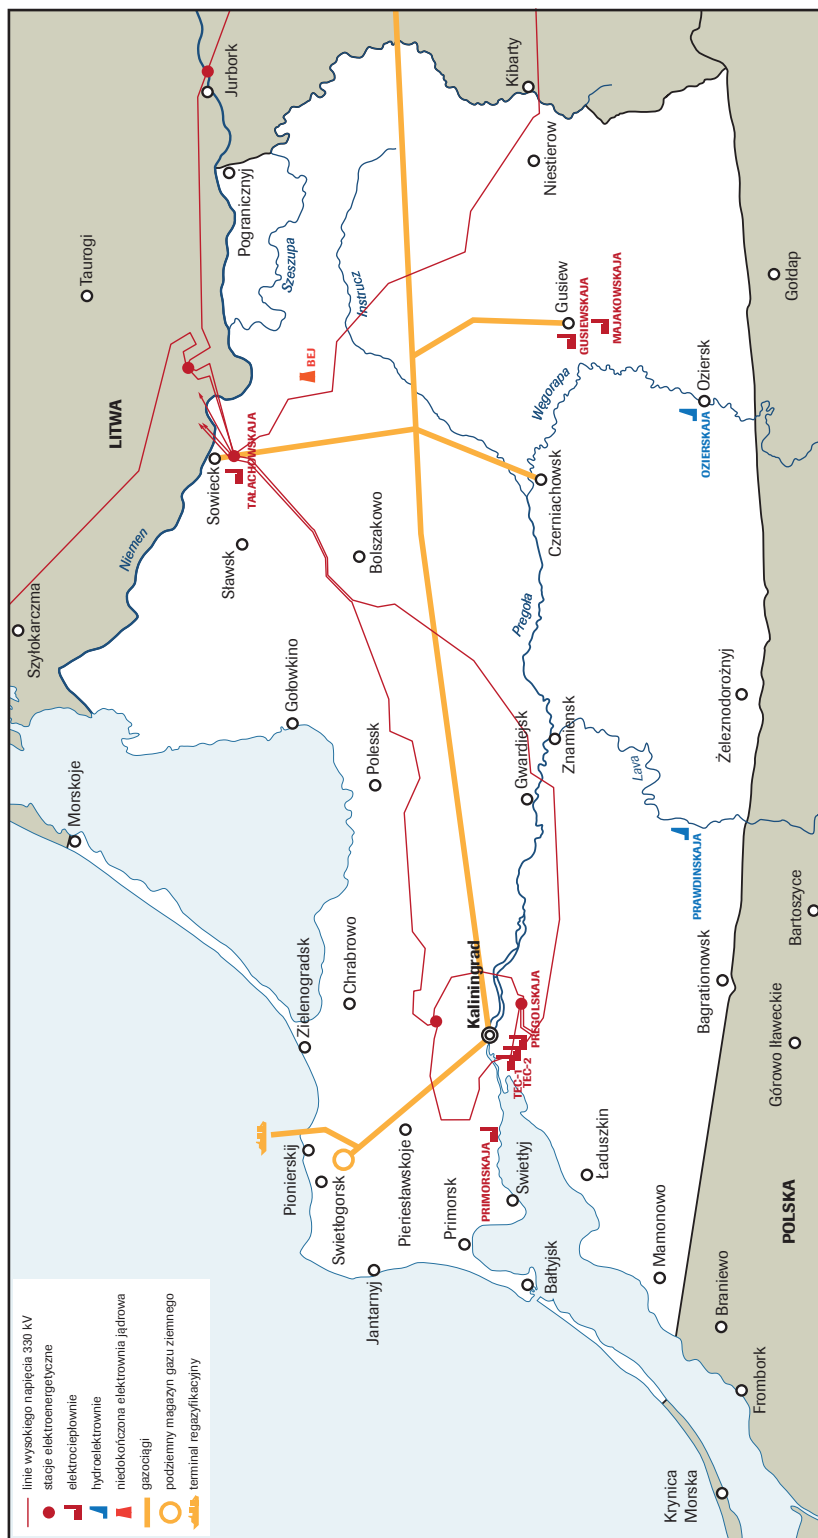 linie wysokiego napięcia 330 kV
stacje elektroenergetyczne
elektrociepłownie
hydroelektrownie
niedokończona elektrownia jądrowa
gazociągi
podziemny magazyn gazu ziemnego
terminal regazyfikacyjny
Morskoje
Szyłokarczma
LITWA
Taurogi
Jurbork
Niemen
Sowieck
TAŁACHOWSKAJA
Sławsk
Pogranicznyj
Szeszupa
BEJ
Gołowkino
Bolszakowo
Instrucz
Polessk
Zielenogradsk
Chrabrowo
Pionierskij
Swietłogorsk
Jantarnyj
Pieriesławskoje
Primorsk
Kaliningrad
PRIMORSKAJA
TEC-1
TEC-2
PREGOLSKAJA
Swietłyj
Bałtyjsk
Gwardiejsk
Znamiensk
Pregoła
Czerniachowsk
Węgorapa
Gusiew
GUSIEWSKAJA
MAJAKOWSKAJA
Niestierow
Kibarty
Ładuszkin
Mamonowo
Lava
PRAWDINSKAJA
OZIERSKAJA
Oziersk
Bagrationowsk
Żeleznodorożnyj
Gołdap
Krynica
Morska
Frombork
Braniewo
POLSKA
Górowo Iławeckie
Bartoszyce